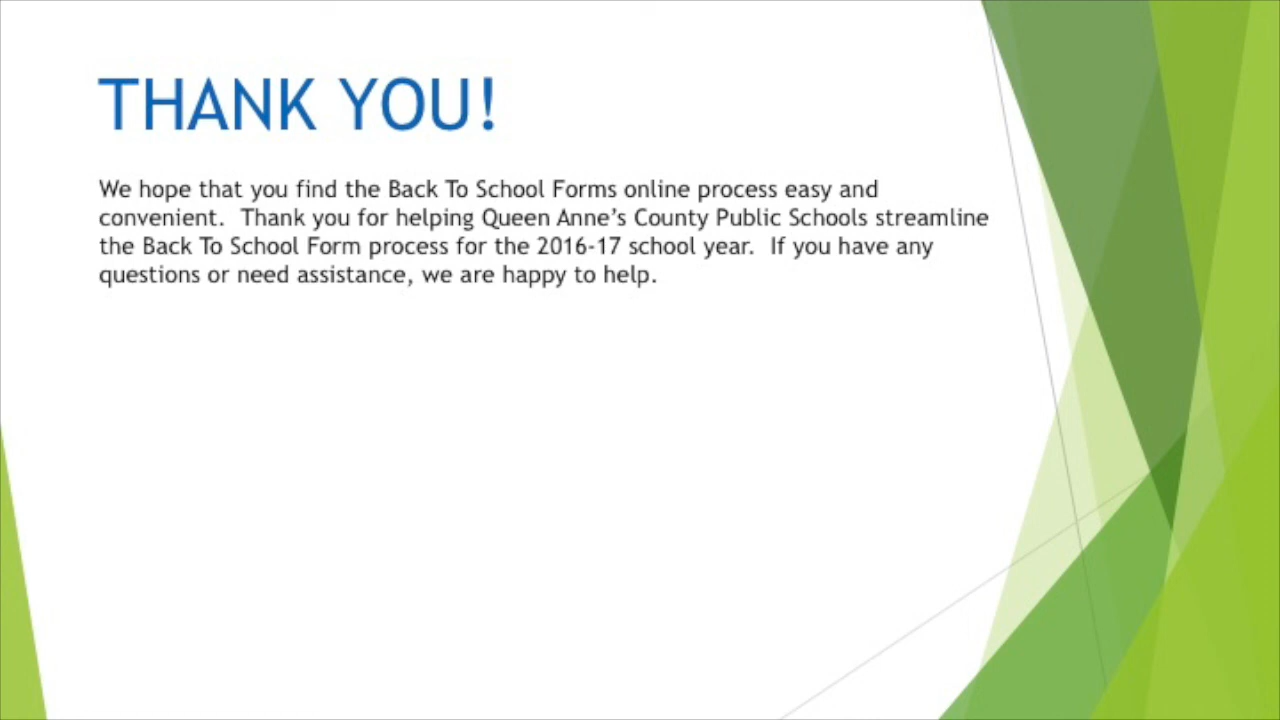 THANK YOU!
We hope that you find the Back To School Forms online process easy and
convenient.  Thank you for helping Queen Anne’s County Public Schools streamline
the Back To School Form process for the 2016-17 school year.  If you have any
questions or need assistance, we are happy to help.